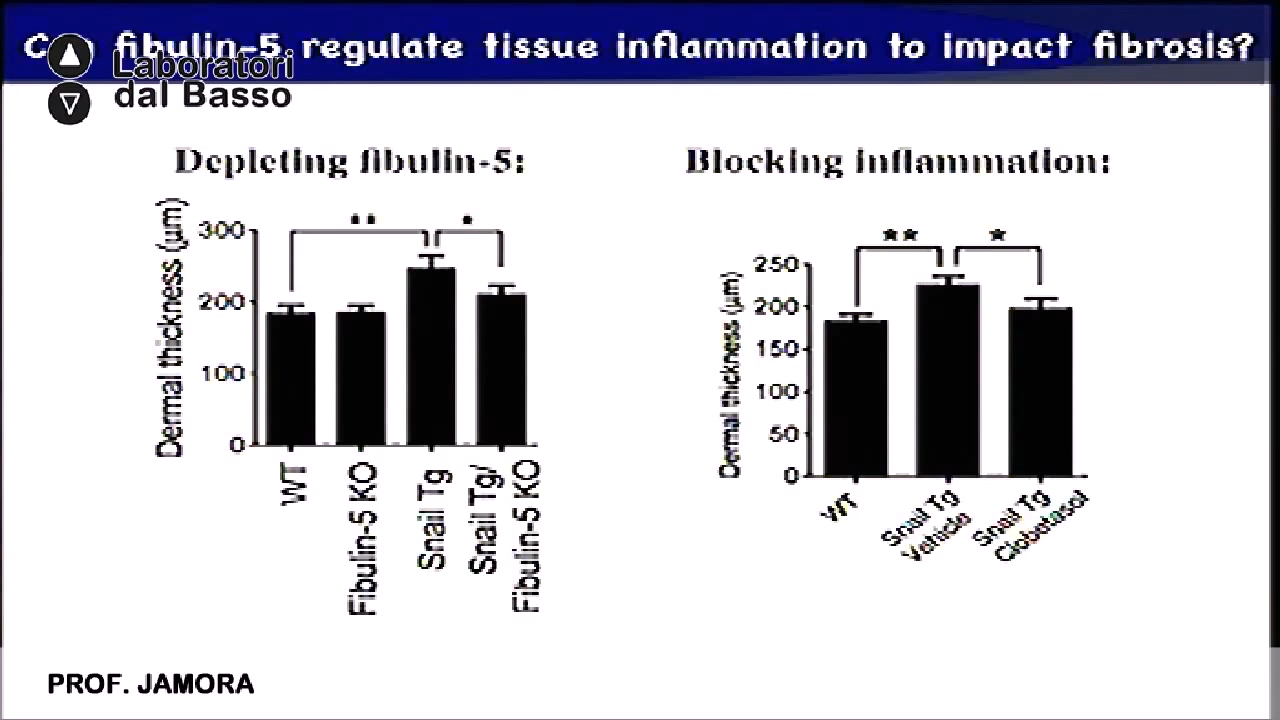 fibulin-5 regulate tissue inflammation to impact fibrosis?
Laboratori
dal Basso
Depleting fibulin-5:
Dermal thickness (µm)
300
200
100
0
**
*
WT
Fibulin-5 KO
Snail Tg
Snail Tg/
Fibulin-5 KO
Blocking inflammation:
Dermal thickness (µm)
250
200
150
100
50
0
**
*
WT
Snail Tg
Vehicle
Snail Tg
Clobatasol
PROF. JAMORA